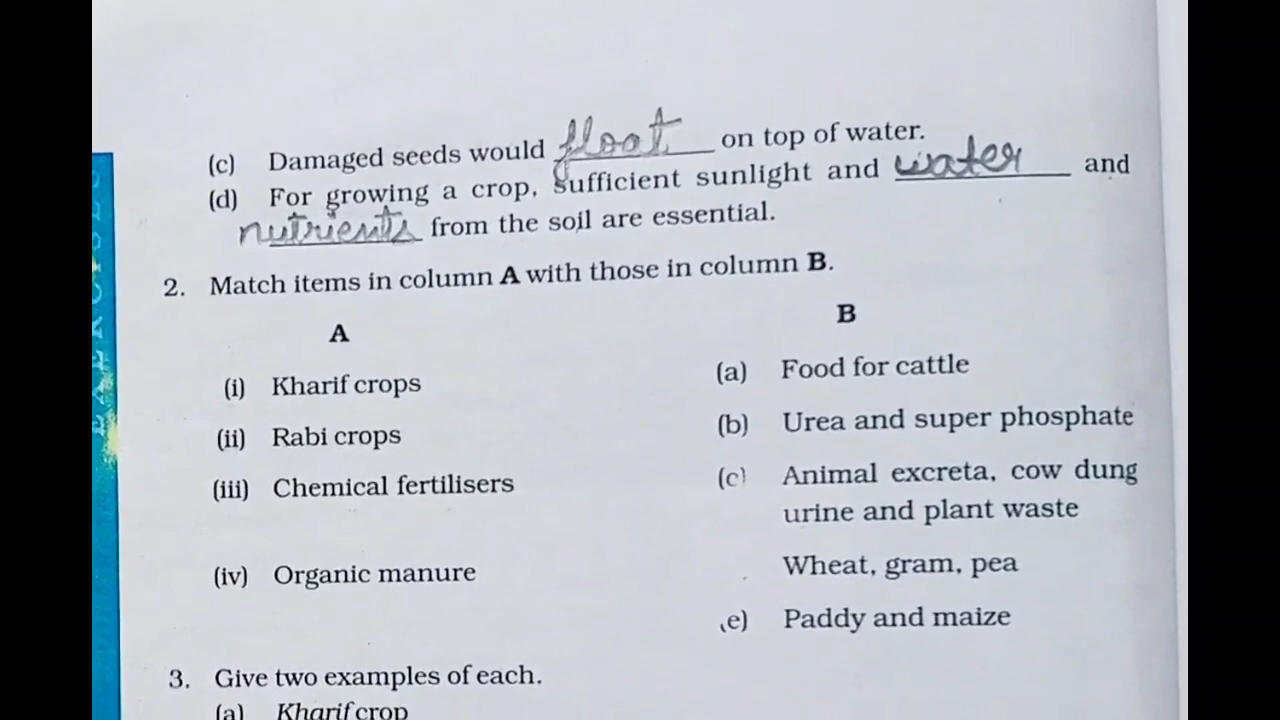 (c) Damaged seeds would float on top of water.
(d) For growing a crop, sufficient sunlight and water and
nutrients from the soil are essential.
2. Match items in column A with those in column B.
A B
(i) Kharif crops (a) Food for cattle
(ii) Rabi crops (b) Urea and super phosphate
(iii) Chemical fertilisers (c) Animal excreta, cow dung
urine and plant waste
(iv) Organic manure Wheat, gram, pea
e) Paddy and maize
3. Give two examples of each.
(a) Kharif crop